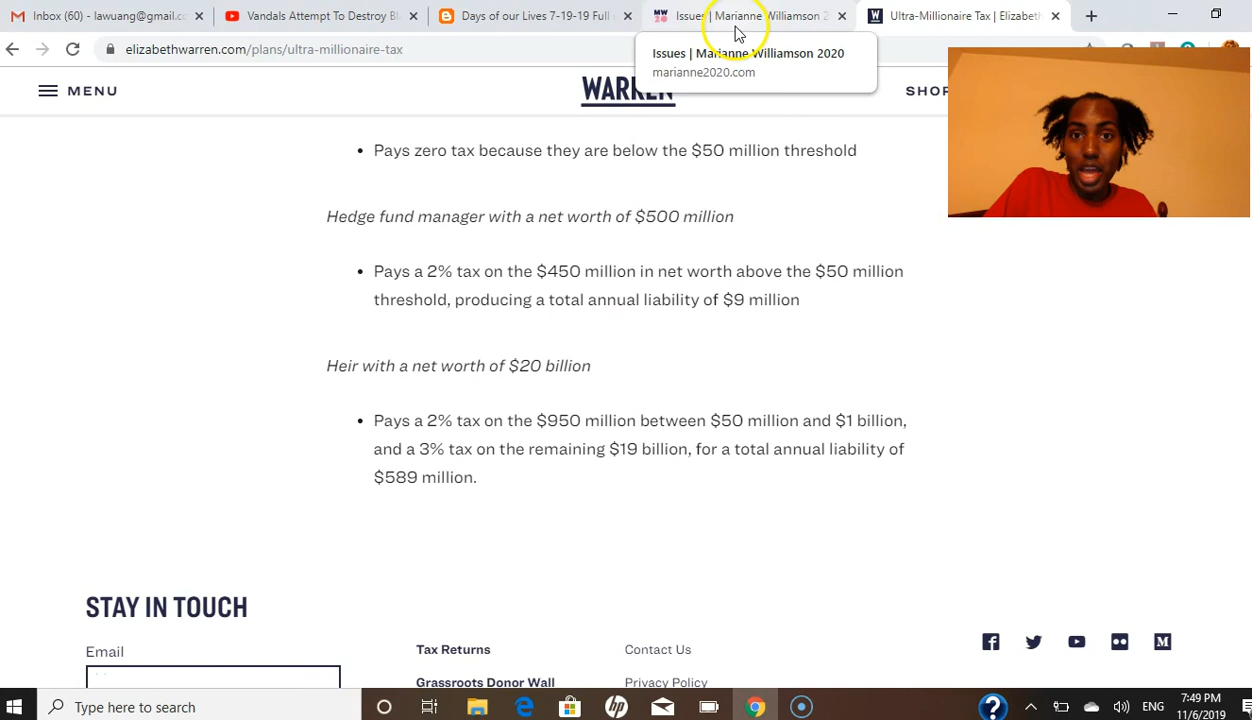 Inbox (60) - lawuang@gmail.c
Vandals Attempt To Destroy Bl
Days of our Lives 7-19-19 Full
MW 20
Issues | Marianne Williamson 2
Ultra-Millionaire Tax | Elizabeth
elizabethwarren.com/plans/ultra-millionaire-tax
Issues | Marianne Williamson 2020
marianne2020.com
MENU
WARREN
SHOP
Pays zero tax because they are below the $50 million threshold
Hedge fund manager with a net worth of $500 million
Pays a 2% tax on the $450 million in net worth above the $50 million
threshold, producing a total annual liability of $9 million
Heir with a net worth of $20 billion
Pays a 2% tax on the $950 million between $50 million and $1 billion,
and a 3% tax on the remaining $19 billion, for a total annual liability of
$589 million.
STAY IN TOUCH
Email
Tax Returns
Contact Us
Grassroots Donor Wall
Privacy Policy
Type here to search
hp
ENG
7:49 PM
11/6/2019